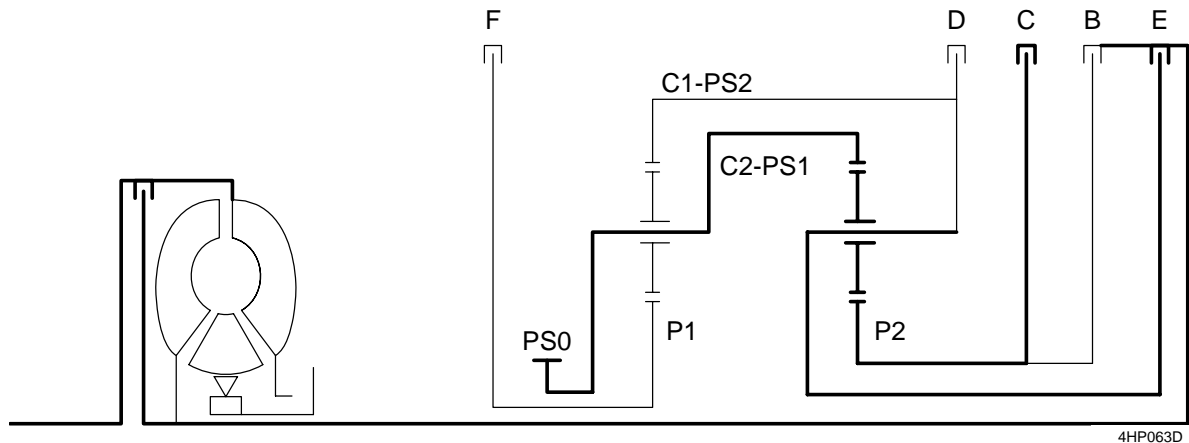 F D C B E
C1-PS2
C2-PS1
PS0 P1 P2
4HP063D